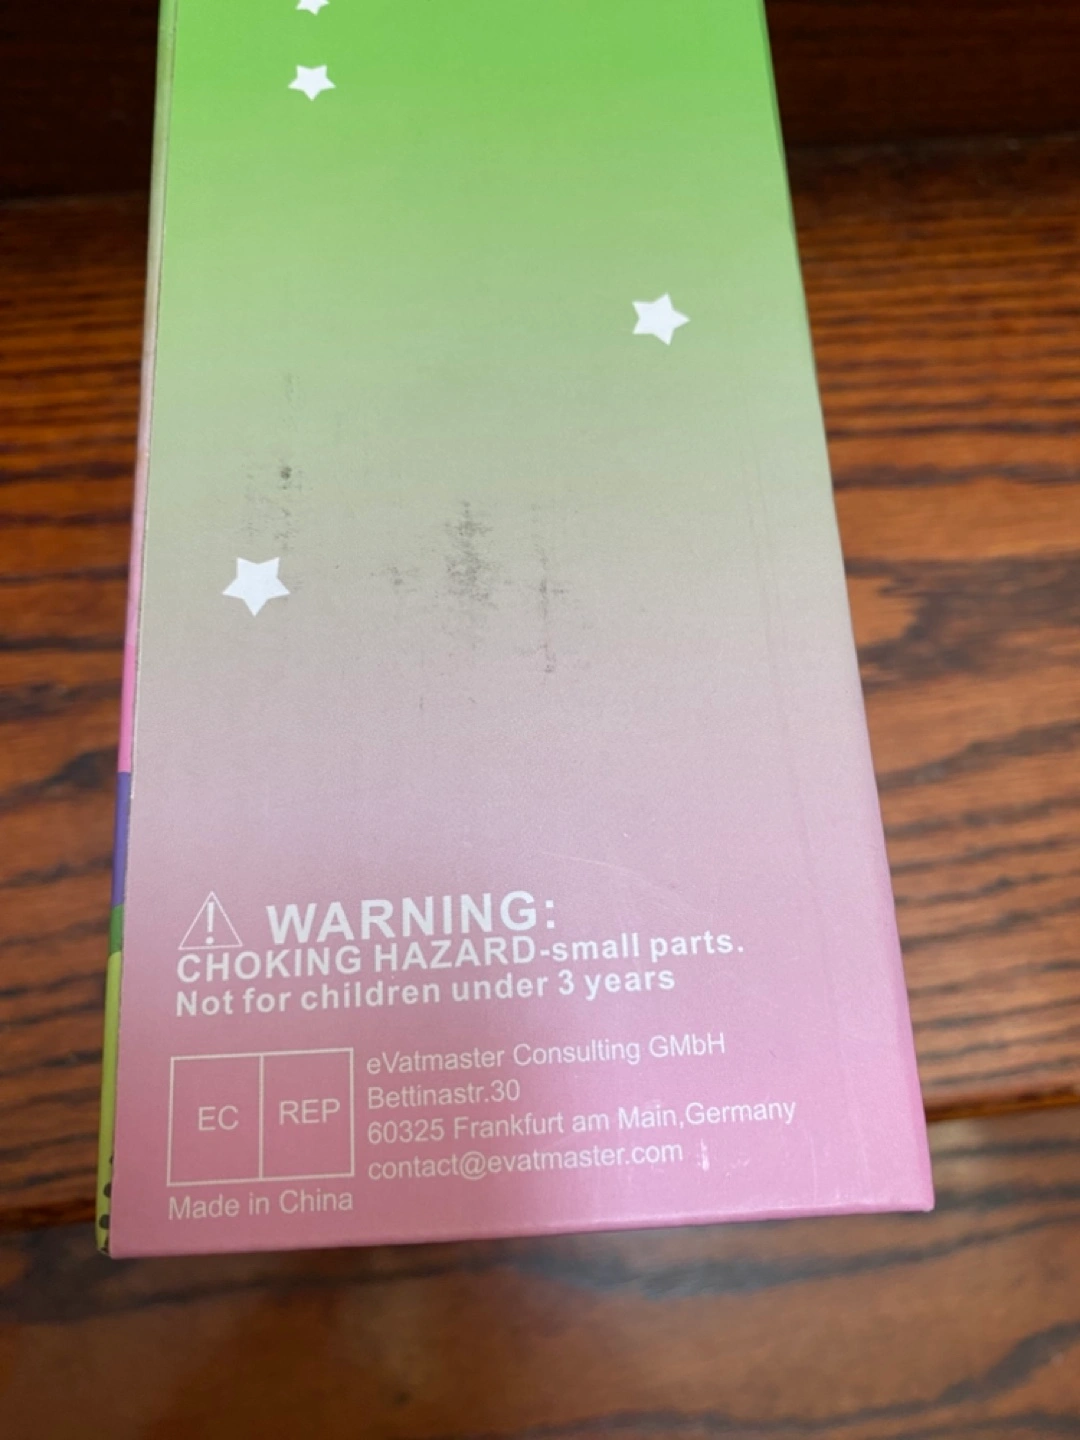 WARNING:
CHOKING HAZARD-small parts.
Not for children under 3 years
EC REP
eVatmaster Consulting GMbH
Bettinastr.30
60325 Frankfurt am Main,Germany
contact@evatmaster.com
Made in China